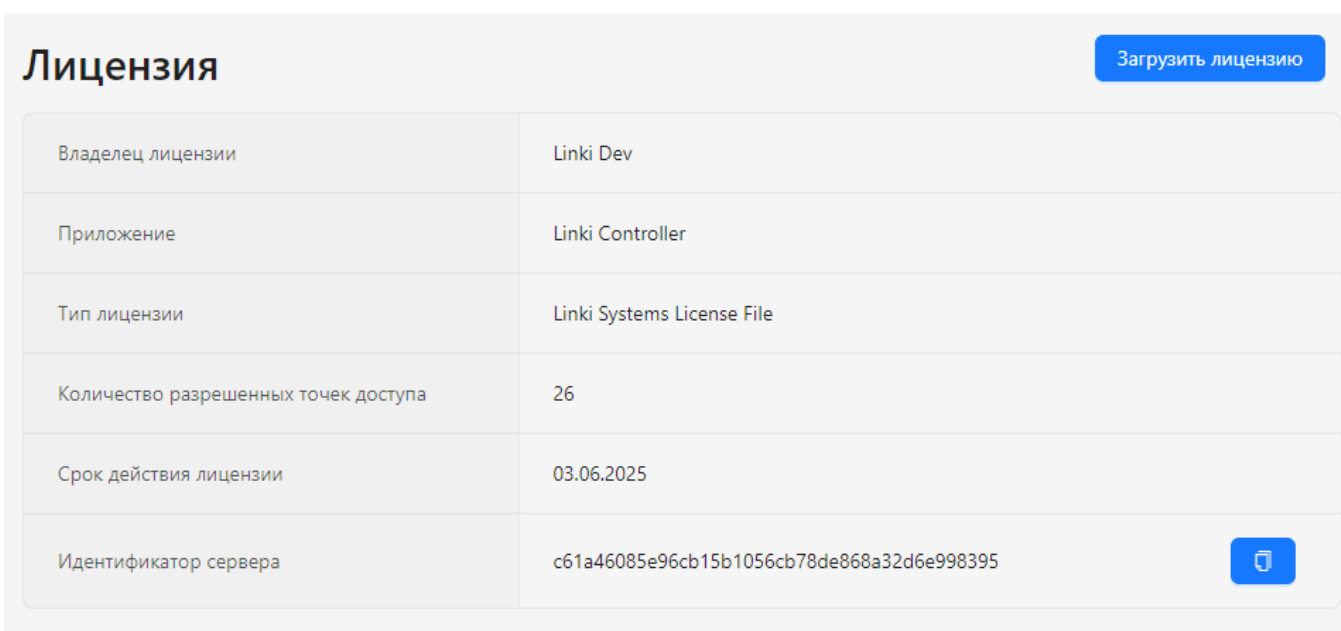 Лицензия
Загрузить лицензию
Владелец лицензии
Linki Dev
Приложение
Linki Controller
Тип лицензии
Linki Systems License File
Количество разрешенных точек доступа
26
Срок действия лицензии
03.06.2025
Идентификатор сервера
c61a46085e96cb15b1056cb78de868a32d6e998395